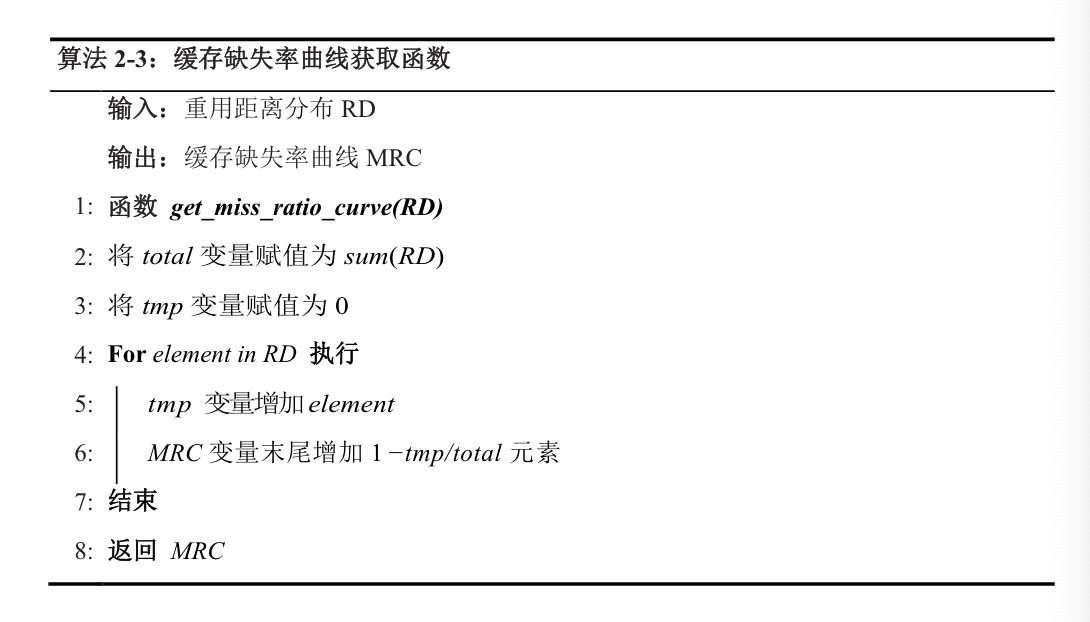 算法 2-3：缓存缺失率曲线获取函数
输入：重用距离分布 RD
输出：缓存缺失率曲线 MRC
1: 函数 get_miss_ratio_curve(RD)
2: 将 total 变量赋值为 sum(RD)
3: 将 tmp 变量赋值为 0
4: For element in RD 执行
5: tmp 变量增加 element
6: MRC 变量末尾增加 1−tmp/total 元素
7: 结束
8: 返回 MRC